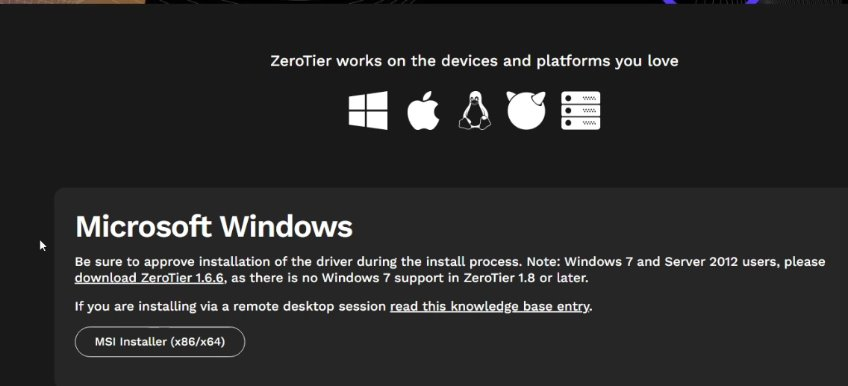 ZeroTier works on the devices and platforms you love
Microsoft Windows
Be sure to approve installation of the driver during the install process. Note: Windows 7 and Server 2012 users, please
download ZeroTier 1.6.6, as there is no Windows 7 support in ZeroTier 1.8 or later.
If you are installing via a remote desktop session read this knowledge base entry.
MSI Installer (x86/x64)